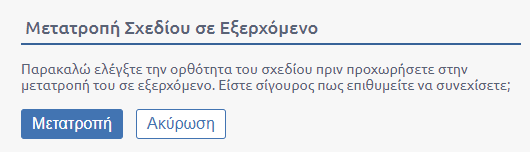 Μετατροπή Σχεδίου σε Εξερχόμενο
Παρακαλώ ελέγξτε την ορθότητα του σχεδίου πριν προχωρήσετε στην
μετατροπή του σε εξερχόμενο. Είστε σίγουρος πως επιθυμείτε να συνεχίσετε;
Μετατροπή Ακύρωση